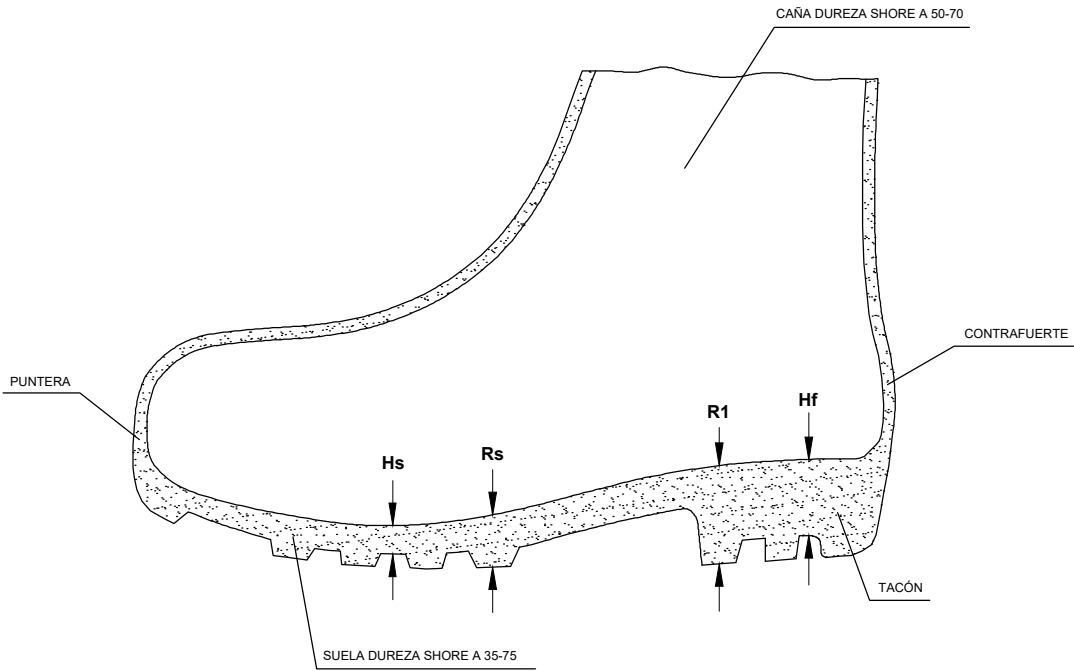 CAÑA DUREZA SHORE A 50-70
CONTRAFUERTE
PUNTERA
R1
Hf
Hs
Rs
TACÓN
SUELA DUREZA SHORE A 35-75